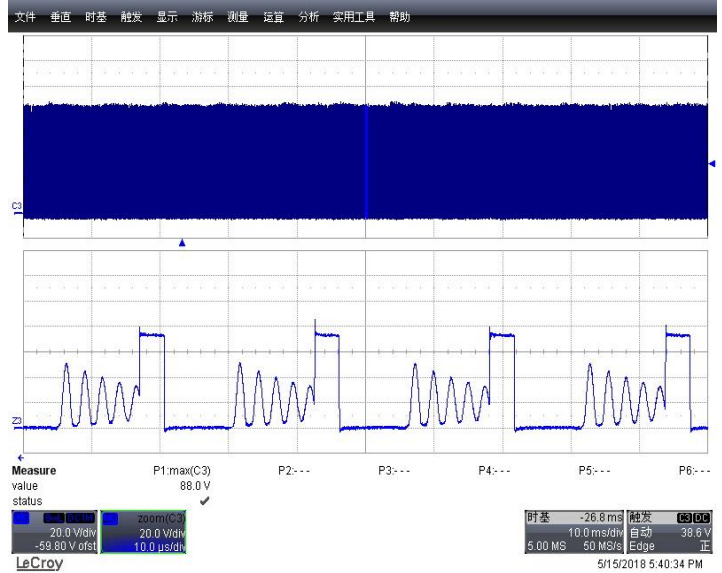 文件 垂直 时基 触发 显示 游标 测量 运算 分析 实用工具 帮助
C3
Z3
Measure P1:max(C3) P2:- - - P3:- - - P4:- - - P5:- - - P6:- - -
value 88.0 V
status ✓
zoom(C3)
20.0 V/div 20.0 V/div
-59.80 V ofst 10.0 µs/div
时基 -26.8 ms 触发 C3 DC
10.0 ms/div 自动 38.6 V
5.00 MS 50 MS/s Edge 正
LeCroy 5/15/2018 5:40:34 PM